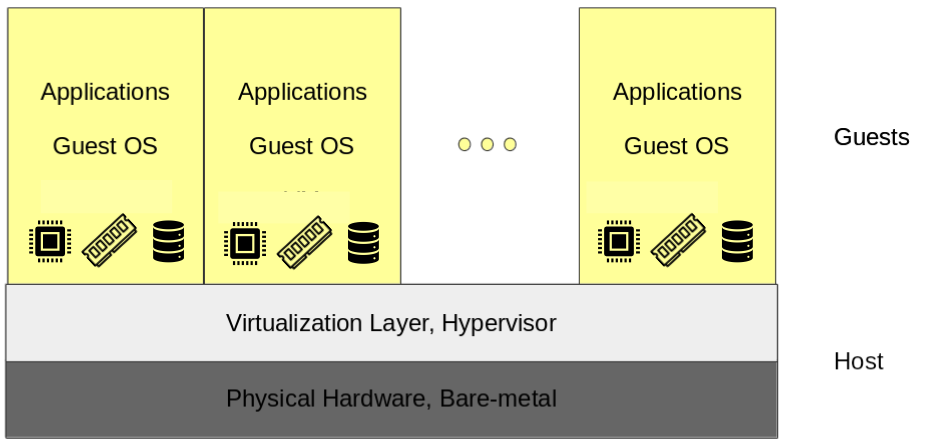 Applications
Applications
Applications
Guest OS
Guest OS
Guest OS
Guests
Virtualization Layer, Hypervisor
Host
Physical Hardware, Bare-metal